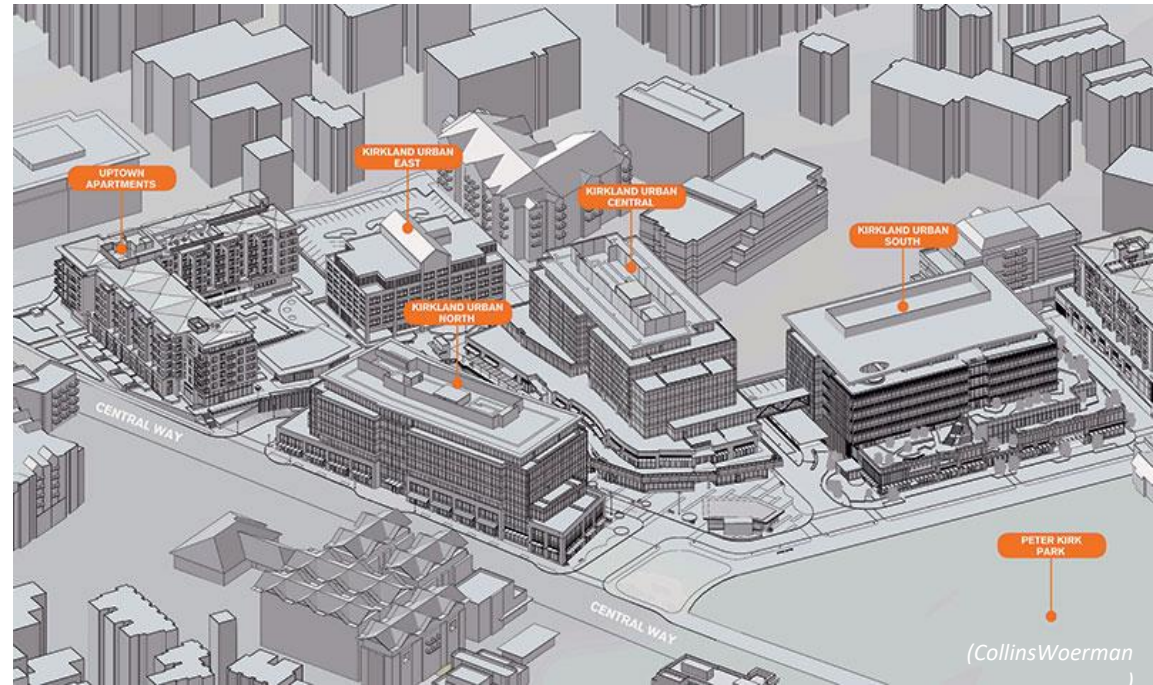 KIRKLAND URBAN
EAST
UPTOWN
APARTMENTS
KIRKLAND URBAN
CENTRAL
KIRKLAND URBAN
SOUTH
KIRKLAND URBAN
NORTH
CENTRAL WAY
PETER KIRK
PARK
CENTRAL WAY
(CollinsWoerman
)